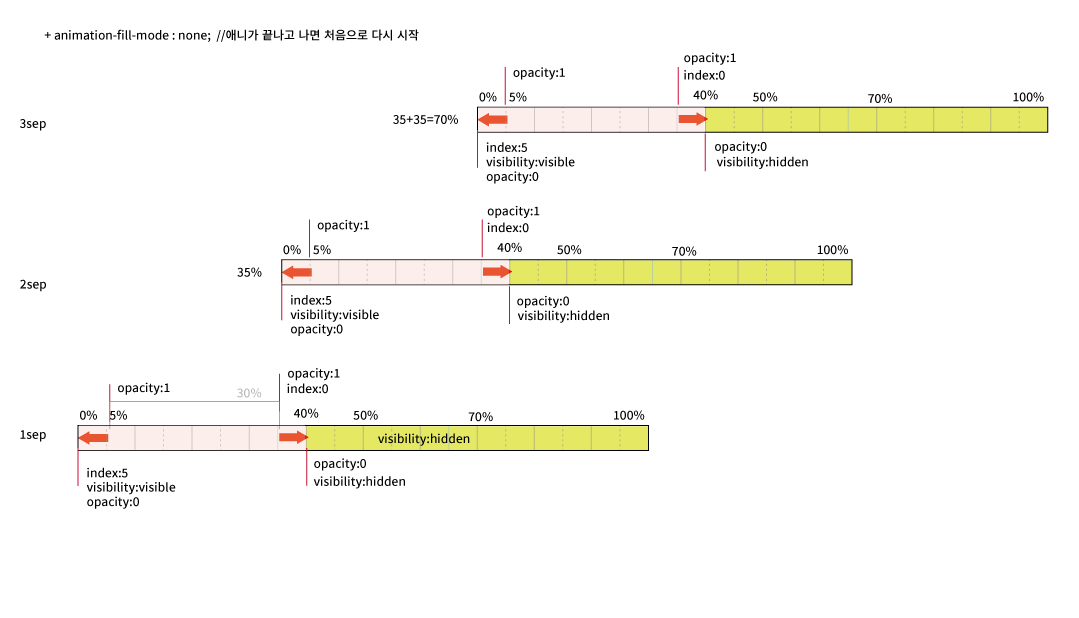 + animation-fill-mode : none;  //애니가 끝나고 나면 처음으로 다시 시작
opacity:1
opacity:1
index:0
0%
5%
40%
50%
70%
100%
35+35=70%
3sep
index:5
visibility:visible
opacity:0
opacity:0
visibility:hidden
opacity:1
opacity:1
index:0
0%
5%
40%
50%
70%
100%
35%
2sep
index:5
visibility:visible
opacity:0
opacity:0
visibility:hidden
opacity:1
30%
opacity:1
index:0
0%
5%
40%
50%
70%
100%
1sep
visibility:hidden
index:5
visibility:visible
opacity:0
opacity:0
visibility:hidden